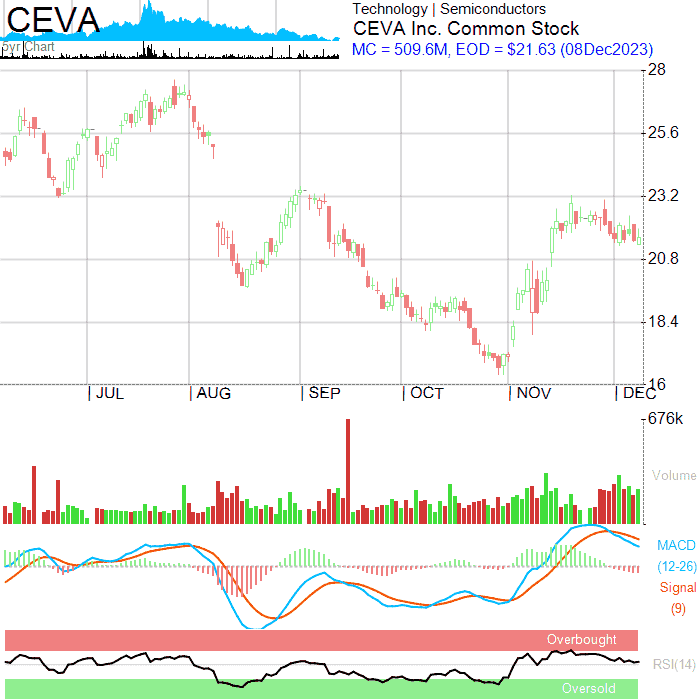 CEVA
5yr Chart
Technology | Semiconductors
CEVA Inc. Common Stock
MC = 509.6M, EOD = $21.63 (08Dec2023)
28
25.6
23.2
20.8
18.4
16
JUL
AUG
SEP
OCT
NOV
DEC
676k
Volume
MACD
(12-26)
Signal
(9)
Overbought
RSI(14)
Oversold